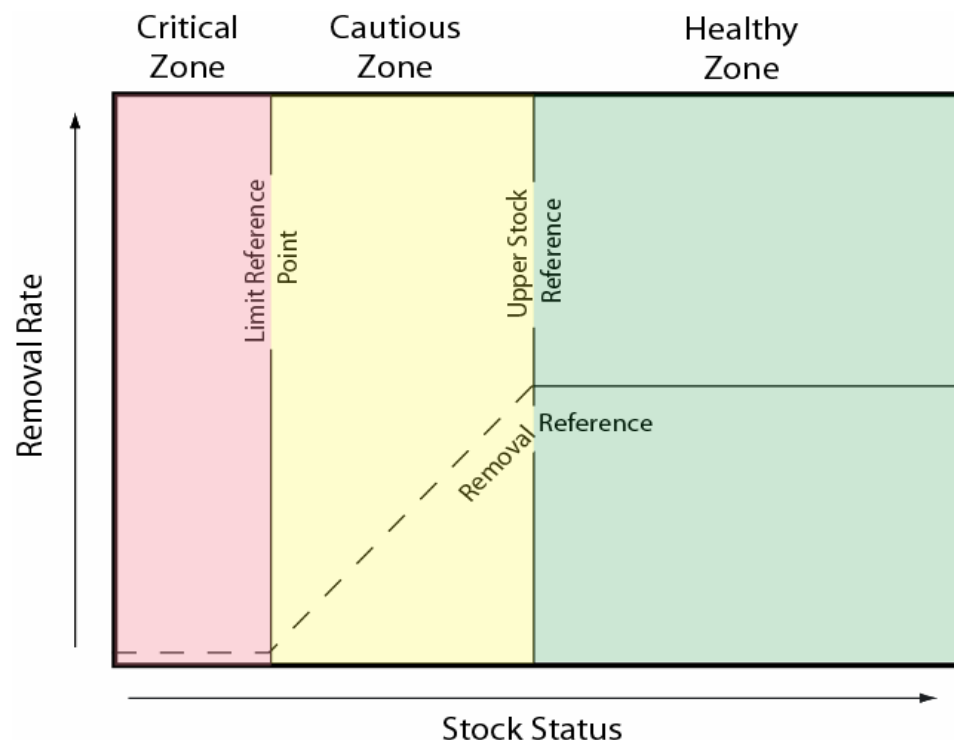 Critical
Zone
Cautious
Zone
Healthy
Zone
Removal Rate
Limit Reference
Point
Upper Stock
Reference
Removal Reference
Stock Status